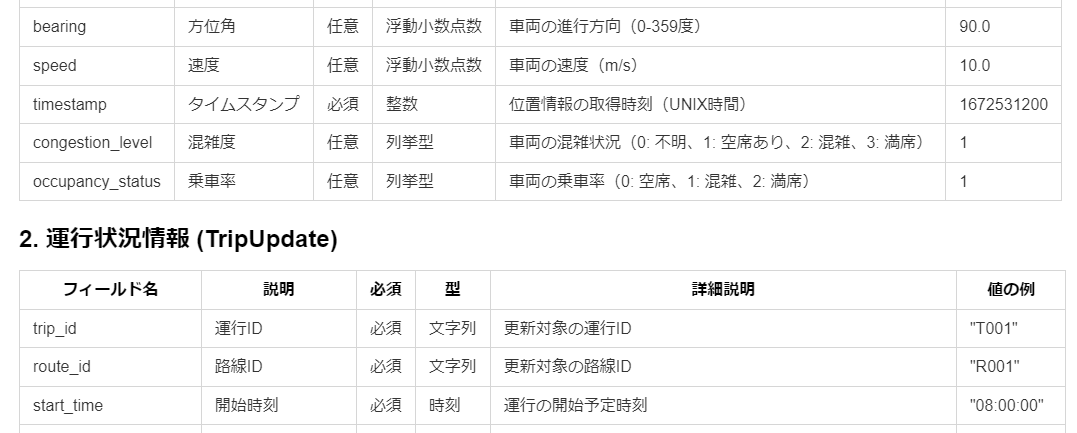 bearing 方位角 任意 浮動小数点数 車両の進行方向（0-359度） 90.0
speed 速度 任意 浮動小数点数 車両の速度（m/s） 10.0
timestamp タイムスタンプ 必須 整数 位置情報の取得時刻（UNIX時間） 1672531200
congestion_level 混雑度 任意 列挙型 車両の混雑状況（0: 不明、1: 空席あり、2: 混雑、3: 満席） 1
occupancy_status 乗車率 任意 列挙型 車両の乗車率（0: 空席、1: 混雑、2: 満席） 1
2. 運行状況情報 (TripUpdate)
フィールド名 説明 必須 型 詳細説明 値の例
trip_id 運行ID 必須 文字列 更新対象の運行ID "T001"
route_id 路線ID 必須 文字列 更新対象の路線ID "R001"
start_time 開始時刻 必須 時刻 運行の開始予定時刻 "08:00:00"